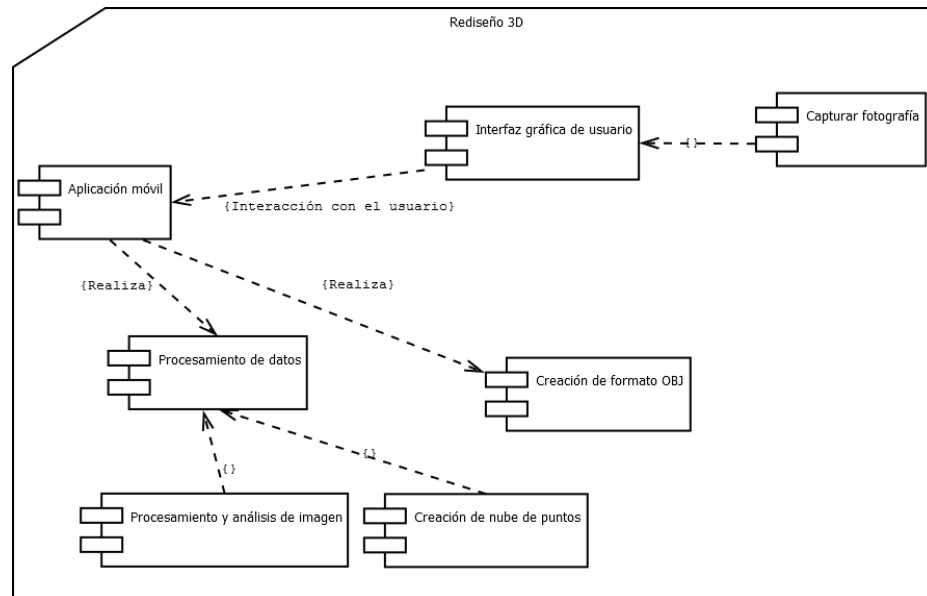 Rediseño 3D
Capturar fotografía
Interfaz gráfica de usuario
{}
Aplicación móvil
{Interacción con el usuario}
{Realiza}
{Realiza}
Procesamiento de datos
Creación de formato OBJ
{}
{}
Procesamiento y análisis de imagen
Creación de nube de puntos